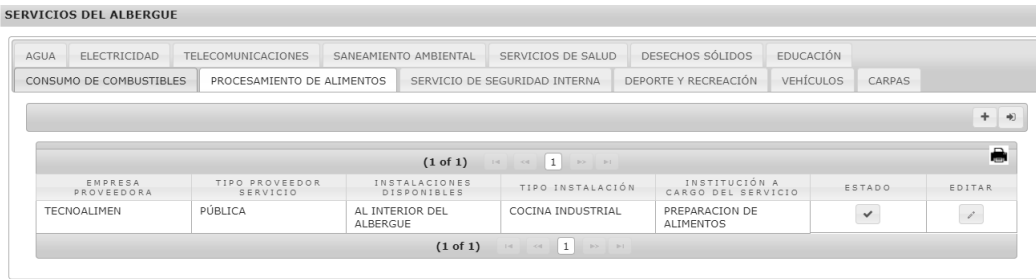 SERVICIOS DEL ALBERGUE
AGUA ELECTRICIDAD TELECOMUNICACIONES SANEAMIENTO AMBIENTAL SERVICIOS DE SALUD DESECHOS SÓLIDOS EDUCACIÓN
CONSUMO DE COMBUSTIBLES PROCESAMIENTO DE ALIMENTOS SERVICIO DE SEGURIDAD INTERNA DEPORTE Y RECREACIÓN VEHÍCULOS CARPAS
(1 of 1) 1
EMPRESA PROVEEDORA
TIPO PROVEEDOR SERVICIO
INSTALACIONES DISPONIBLES
TIPO INSTALACIÓN
INSTITUCIÓN A CARGO DEL SERVICIO
ESTADO
EDITAR
TECNOALIMEN
PÚBLICA
AL INTERIOR DEL
ALBERGUE
COCINA INDUSTRIAL
PREPARACION DE
ALIMENTOS
(1 of 1) 1